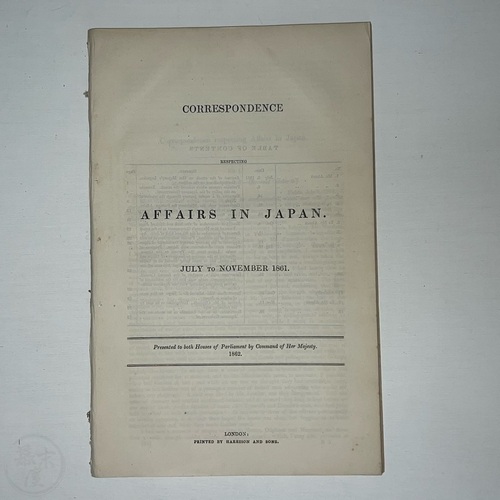 CORRESPONDENCE
RESPECTING
AFFAIRS IN JAPAN.
JULY TO NOVEMBER 1861.
Presented to both Houses of Parliament by Command of Her Majesty.
1862.
LONDON:
PRINTED BY HARRISON AND SONS.